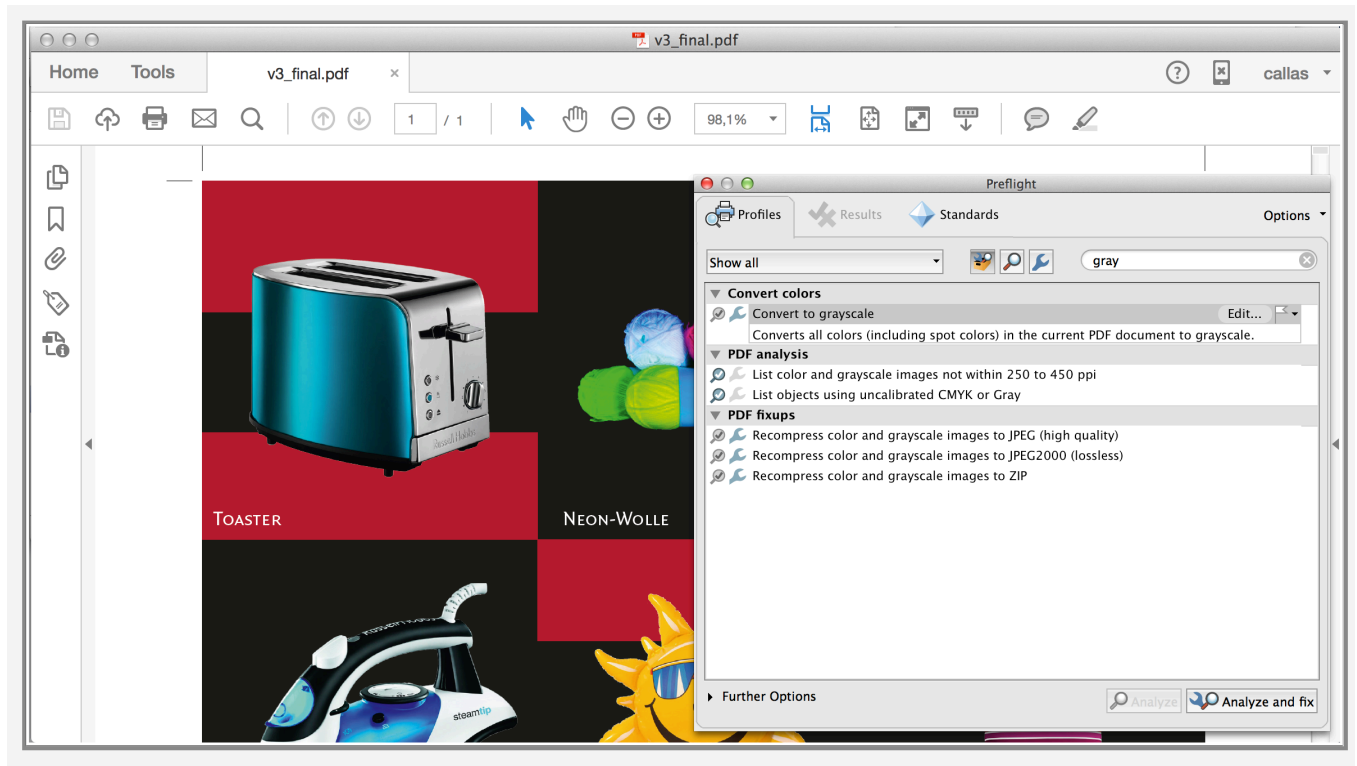 v3_final.pdf
Home Tools v3_final.pdf × callas
1 / 1 98,1%
Preflight
Profiles Results Standards Options
Show all gray
Convert colors
Convert to grayscale Edit...
Converts all colors (including spot colors) in the current PDF document to grayscale.
PDF analysis
List color and grayscale images not within 250 to 450 ppi
List objects using uncalibrated CMYK or Gray
PDF fixups
Recompress color and grayscale images to JPEG (high quality)
Recompress color and grayscale images to JPEG2000 (lossless)
Recompress color and grayscale images to ZIP
Further Options
Analyze Analyze and fix
Russell Hobbs
TOASTER NEON-WOLLE
steamtip